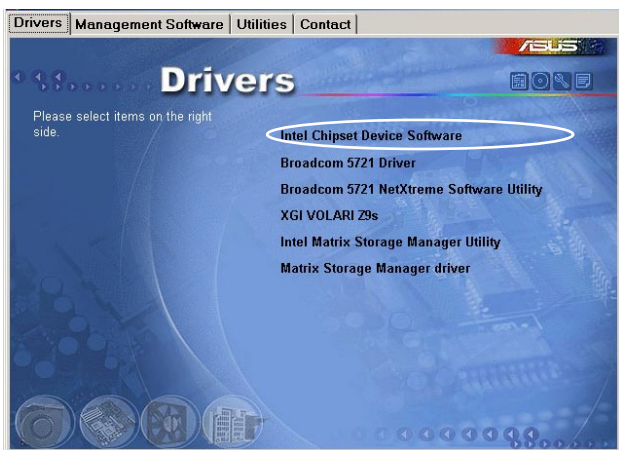 Drivers
Management Software
Utilities
Contact
ASUS
Drivers
Please select items on the right
side.
Intel Chipset Device Software
Broadcom 5721 Driver
Broadcom 5721 NetXtreme Software Utility
XGI VOLARI Z9s
Intel Matrix Storage Manager Utility
Matrix Storage Manager driver